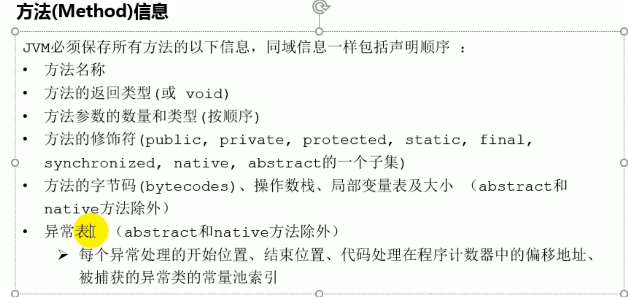 方法(Method)信息
JVM必须保存所有方法的以下信息，同域信息一样包括声明顺序 ：
• 方法名称
• 方法的返回类型(或 void)
• 方法参数的数量和类型(按顺序)
• 方法的修饰符(public, private, protected, static, final,
synchronized, native, abstract的一个子集)
• 方法的字节码(bytecodes)、操作数栈、局部变量表及大小 （abstract和
native方法除外）
• 异常表 （abstract和native方法除外）
➢ 每个异常处理的开始位置、结束位置、代码处理在程序计数器中的偏移地址、
被捕获的异常类的常量池索引